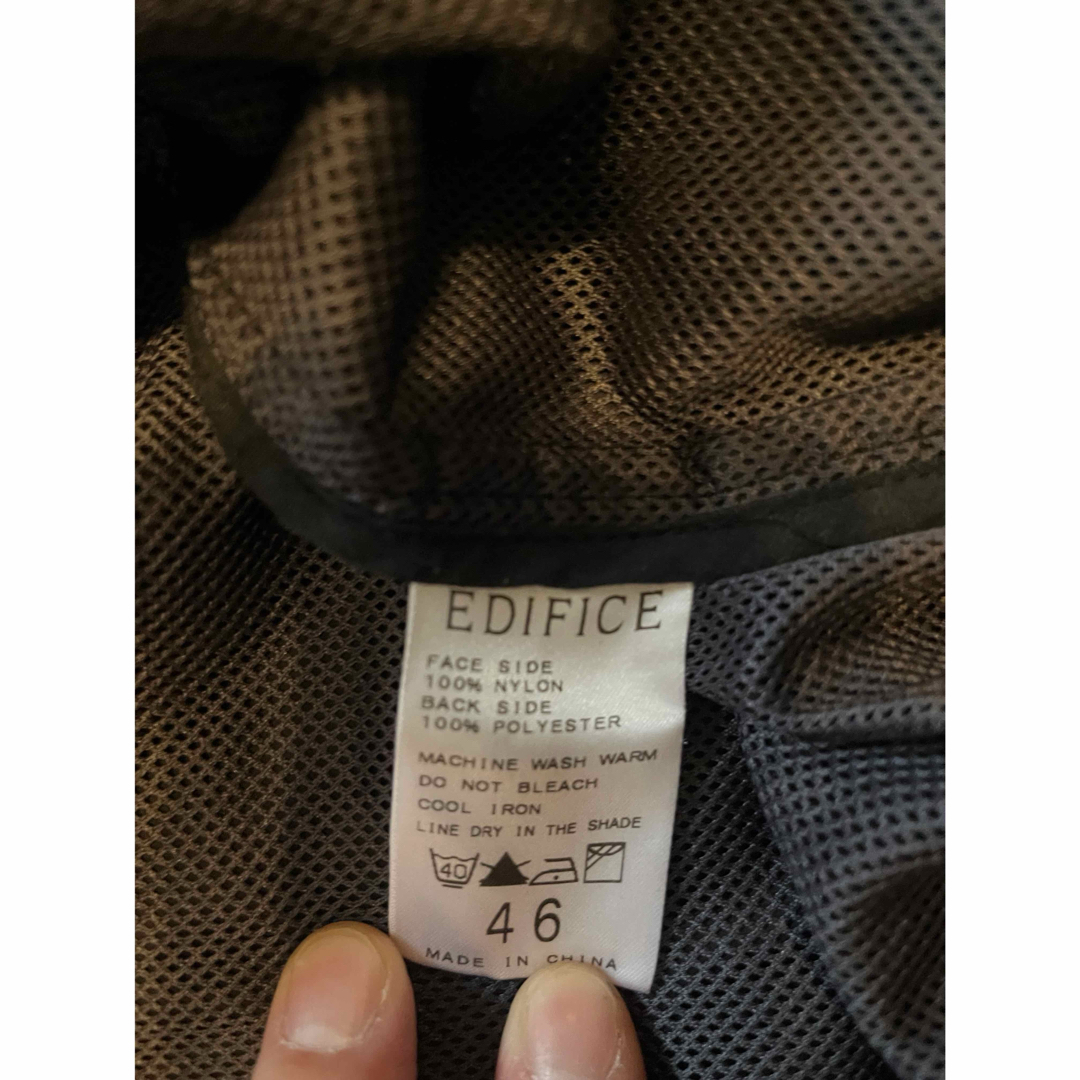 EDIFICE
FACE SIDE
100% NYLON
BACK SIDE
100% POLYESTER
MACHINE WASH WARM
DO NOT BLEACH
COOL IRON
LINE DRY IN THE SHADE
40
46
MADE IN CHINA